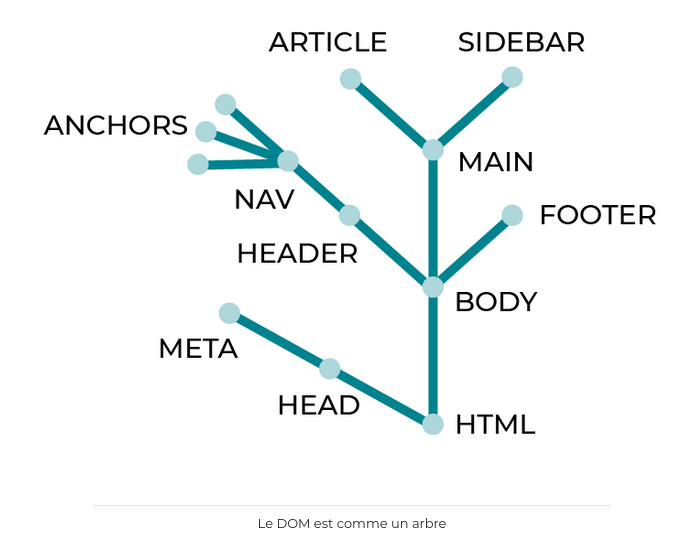 ARTICLE
SIDEBAR
ANCHORS
MAIN
NAV
FOOTER
HEADER
BODY
META
HEAD
HTML
Le DOM est comme un arbre